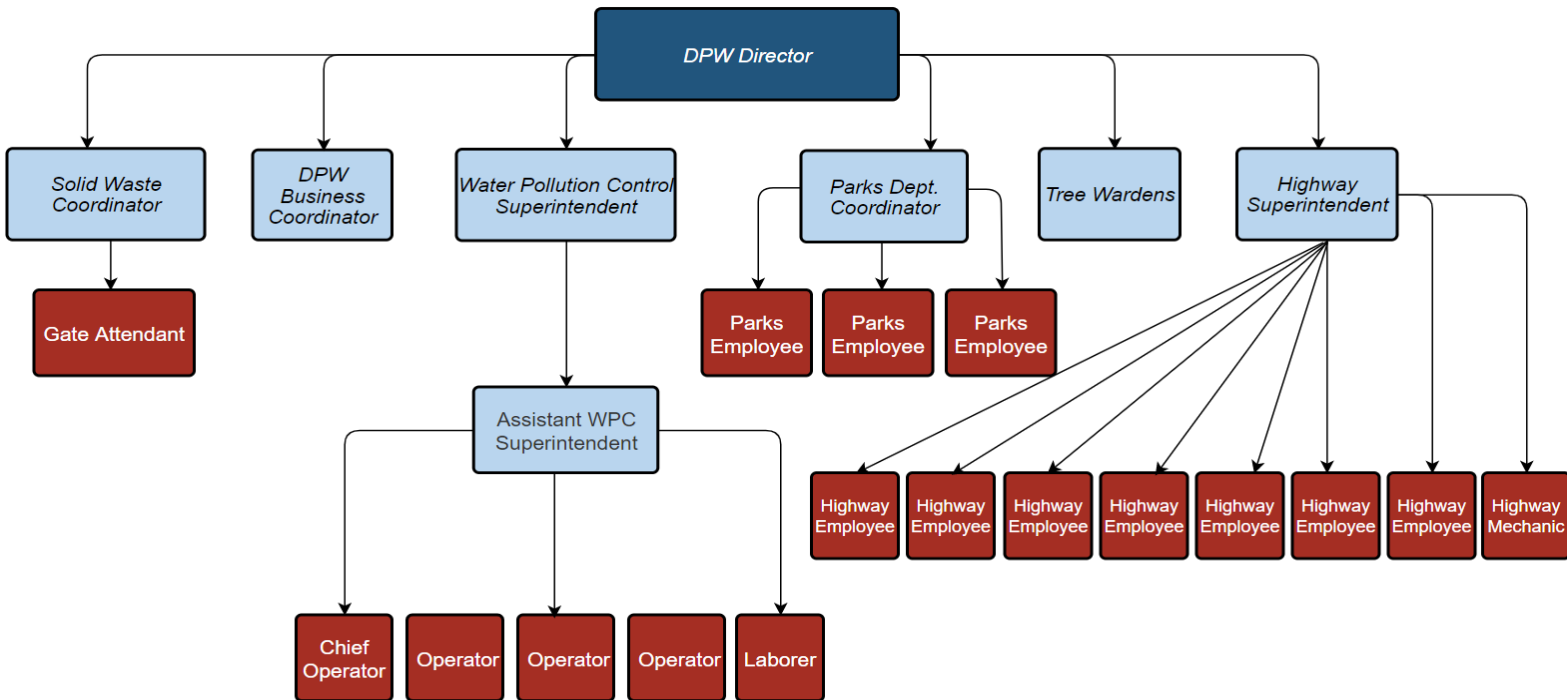 DPW Director
Solid Waste
Coordinator
DPW
Business
Coordinator
Water Pollution Control
Superintendent
Parks Dept.
Coordinator
Tree Wardens
Highway
Superintendent
Gate Attendant
Parks
Employee
Parks
Employee
Parks
Employee
Assistant WPC
Superintendent
Highway
Employee
Highway
Employee
Highway
Employee
Highway
Employee
Highway
Employee
Highway
Employee
Highway
Employee
Highway
Mechanic
Chief
Operator
Operator
Operator
Operator
Laborer